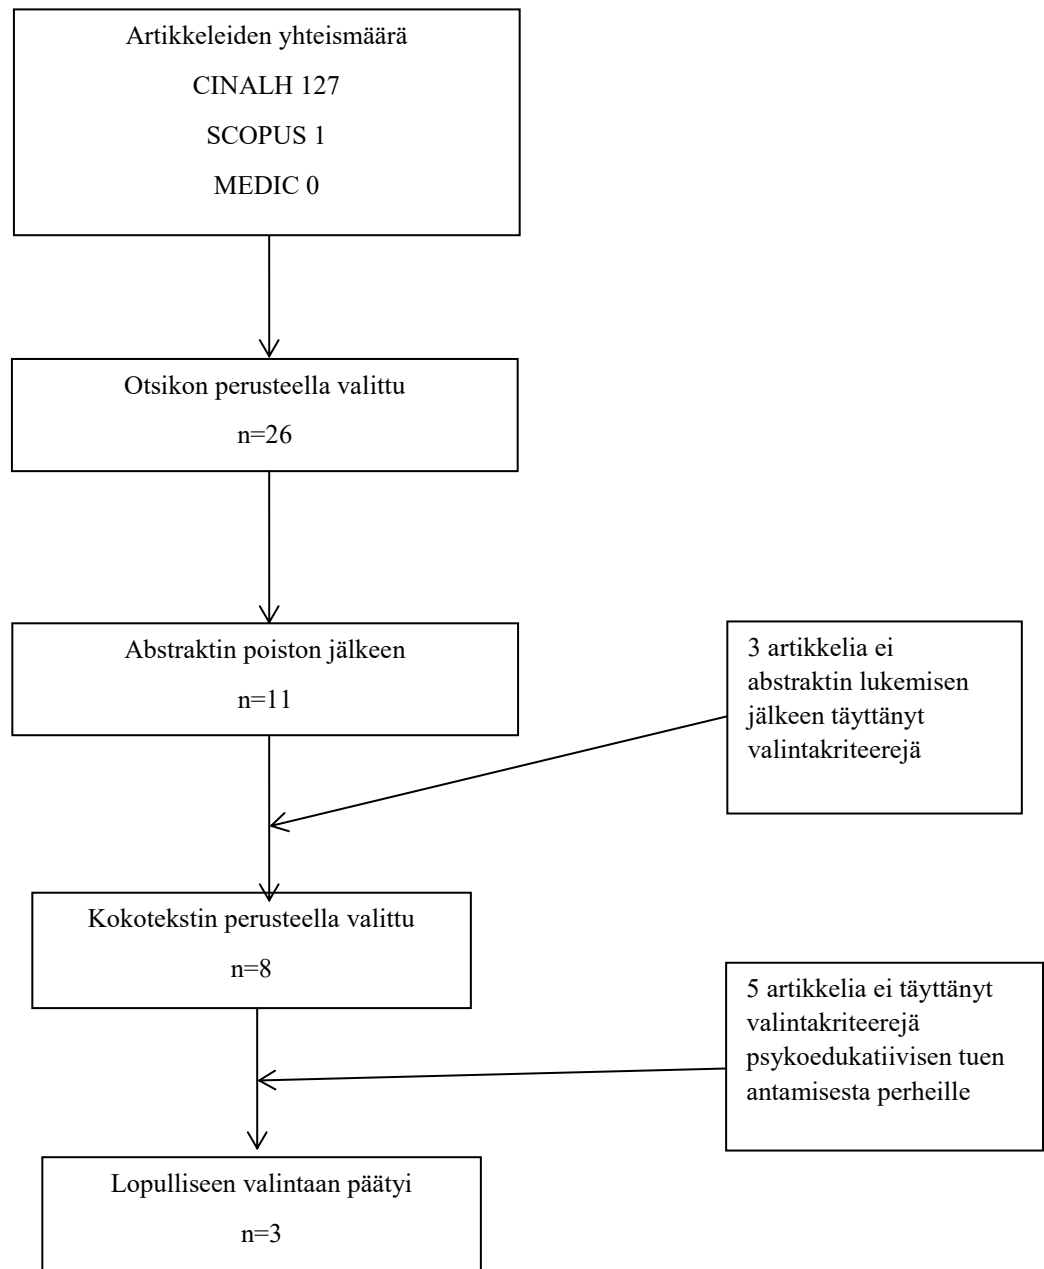 Artikkeleiden yhteismäärä
CINALH 127
SCOPUS 1
MEDIC 0
Otsikon perusteella valittu
n=26
Abstraktin poiston jälkeen
n=11
3 artikkelia ei
abstraktin lukemisen
jälkeen täyttänyt
valintakriteerejä
Kokotekstin perusteella valittu
n=8
5 artikkelia ei täyttänyt
valintakriteerejä
psykoedukatiivisen tuen
antamisesta perheille
Lopulliseen valintaan päätyi
n=3